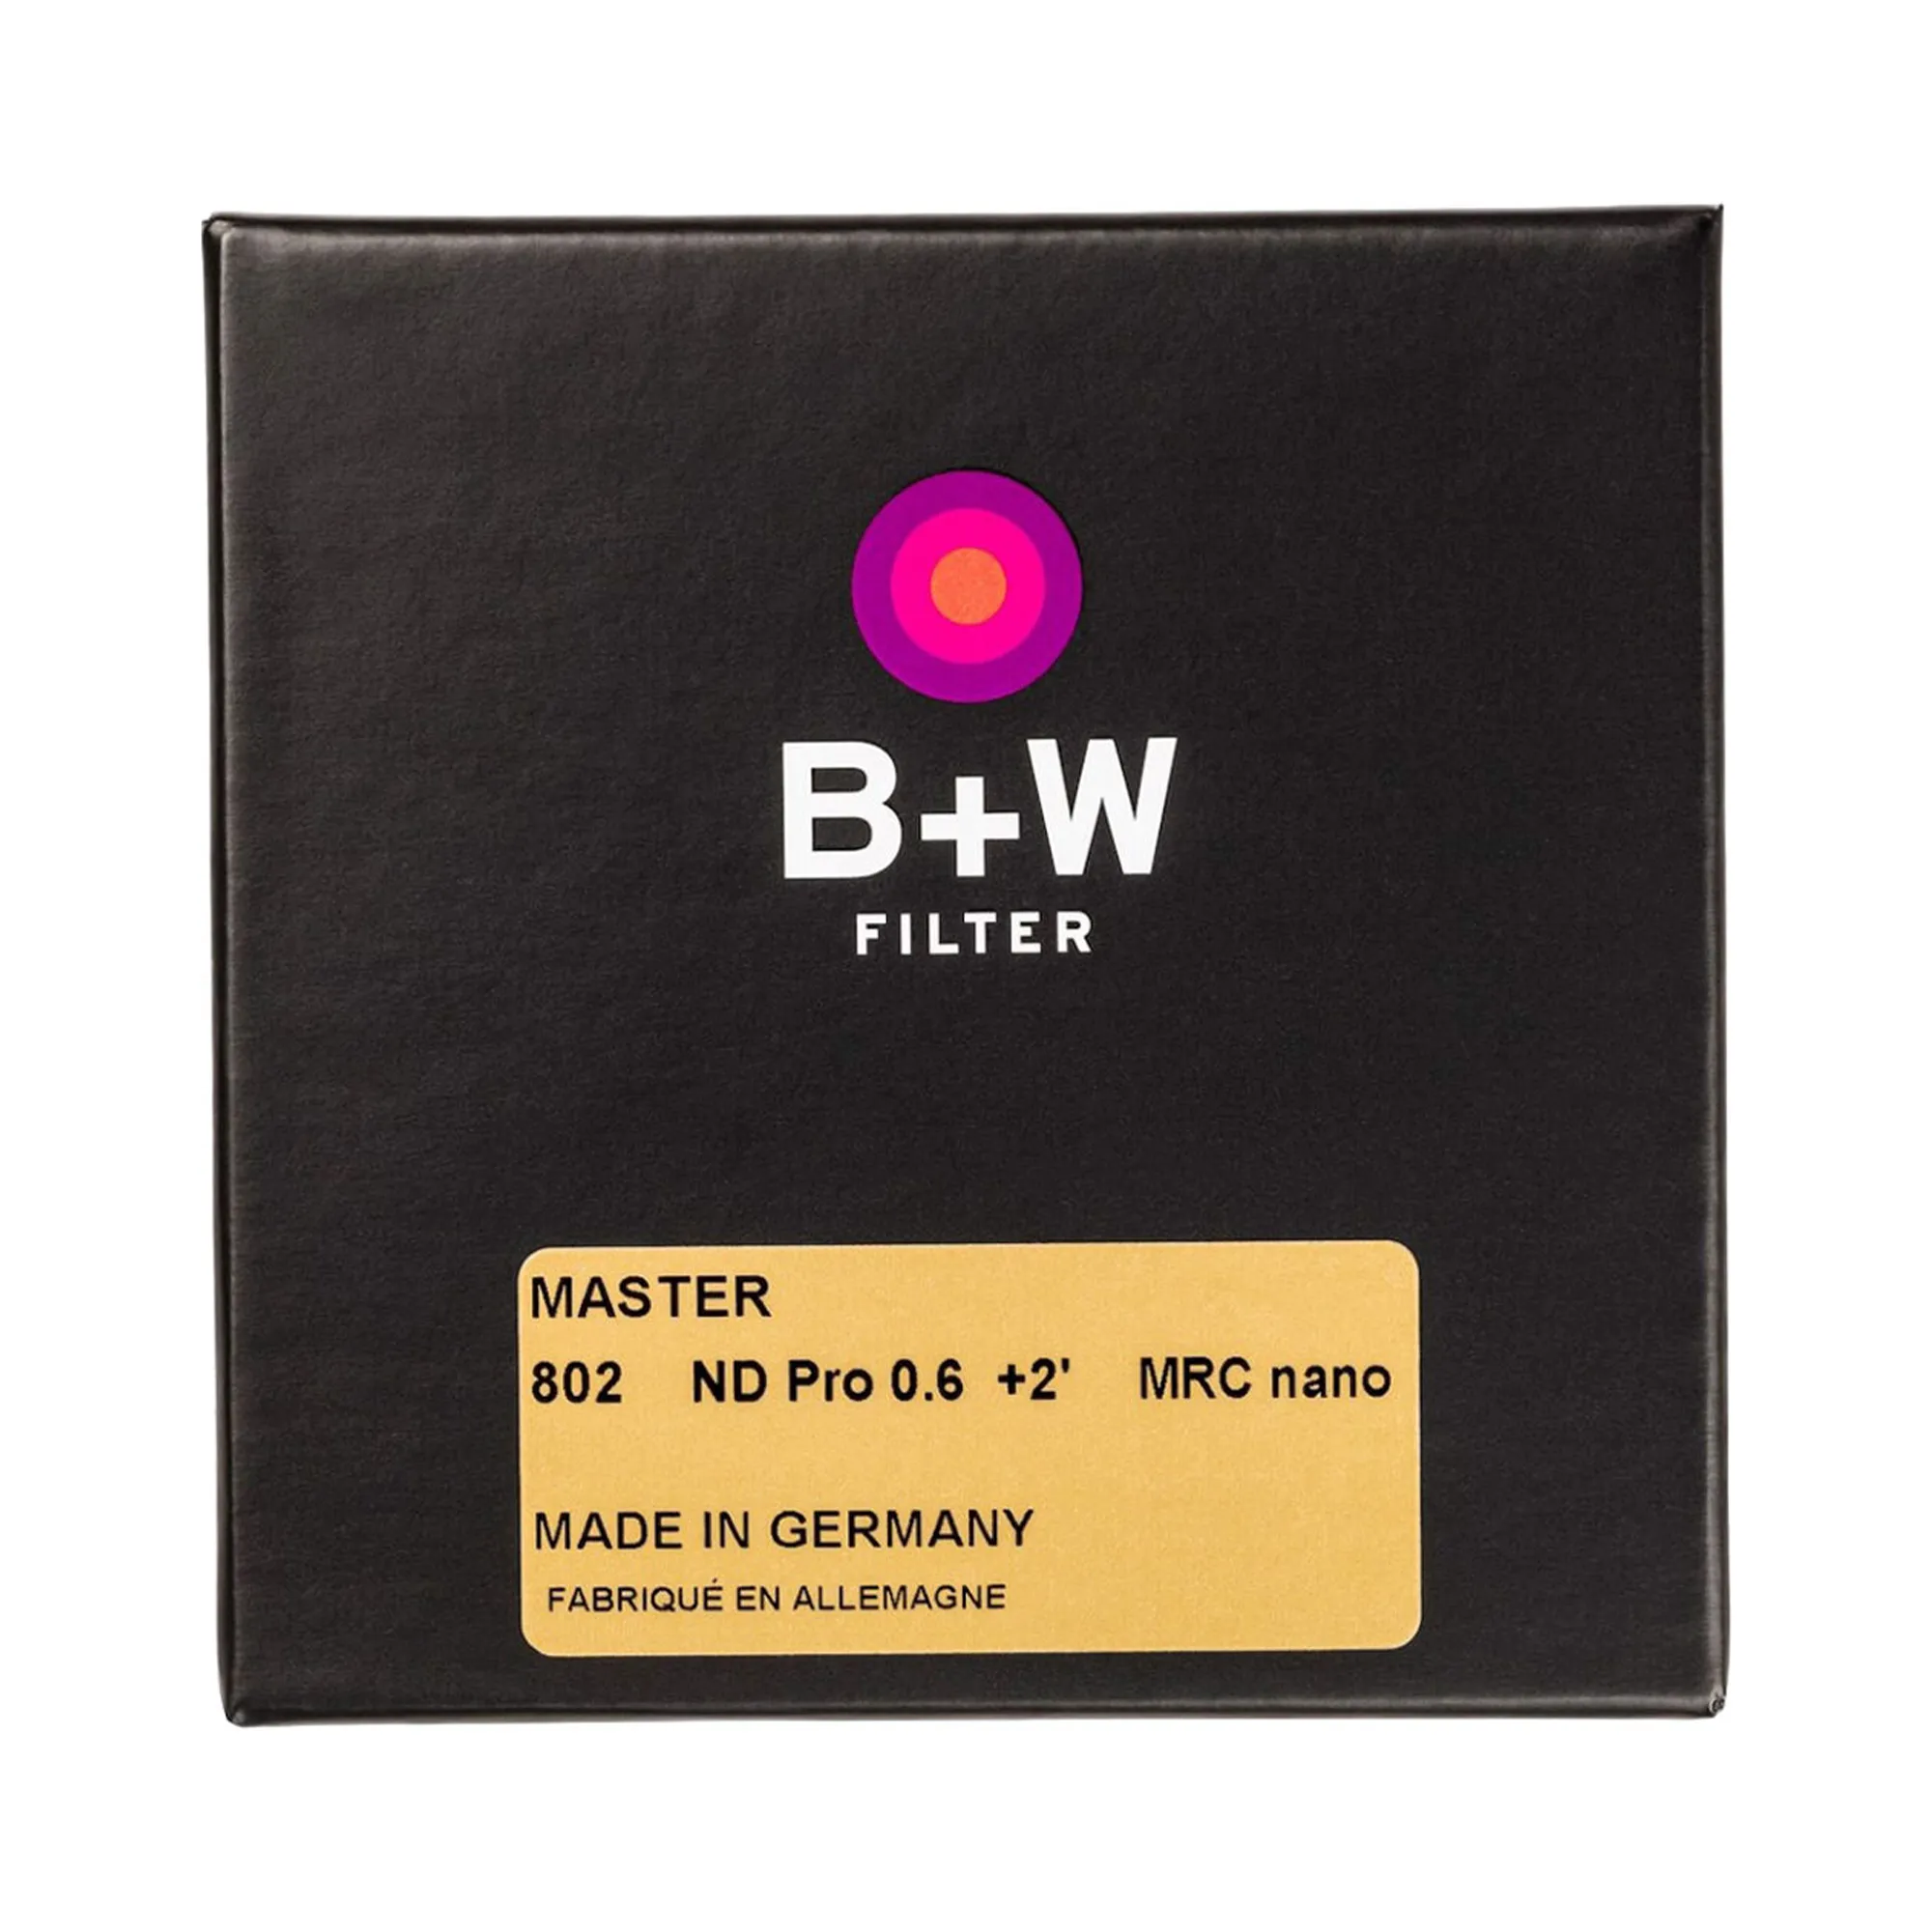 B+W
FILTER
MASTER
802 ND Pro 0.6 +2' MRC nano
MADE IN GERMANY
FABRIQUÉ EN ALLEMAGNE